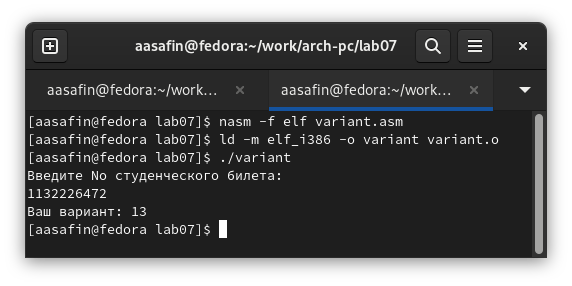 aasafin@fedora:~/work/arch-pc/lab07
aasafin@fedora:~/work...
aasafin@fedora:~/work...
[aasafin@fedora lab07]$ nasm -f elf variant.asm
[aasafin@fedora lab07]$ ld -m elf_i386 -o variant variant.o
[aasafin@fedora lab07]$ ./variant
Введите No студенческого билета:
1132226472
Ваш вариант: 13
[aasafin@fedora lab07]$